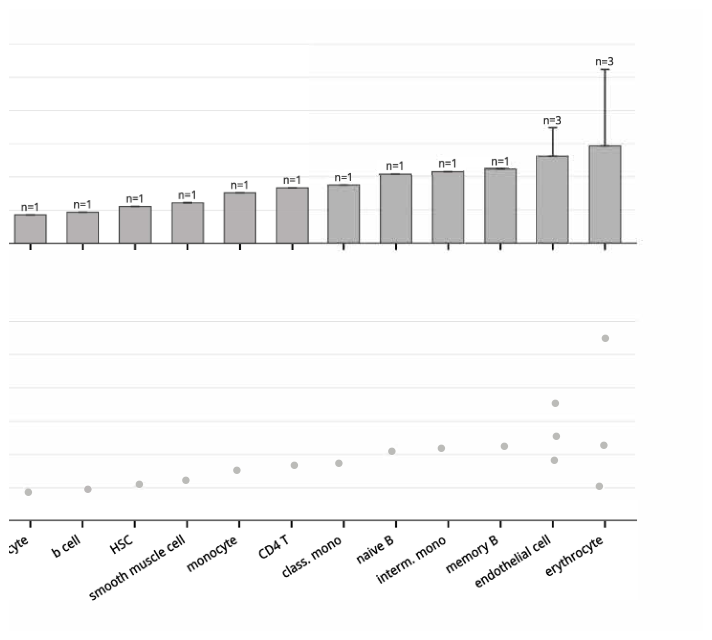 n=3
n=3
n=1
n=1
n=1
n=1
n=1
n=1
n=1
n=1
n=1
n=1
cyte
b cell
HSC
smooth muscle cell
monocyte
CD4 T
class. mono
naive B
interm. mono
memory B
endothelial cell
erythrocyte